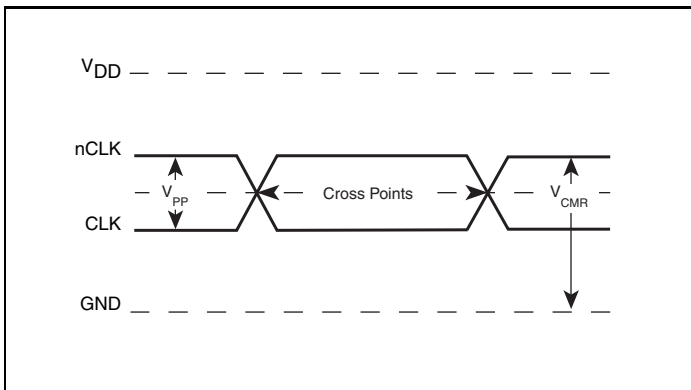 VDD
nCLK
VPP
Cross Points
VCMR
CLK
GND